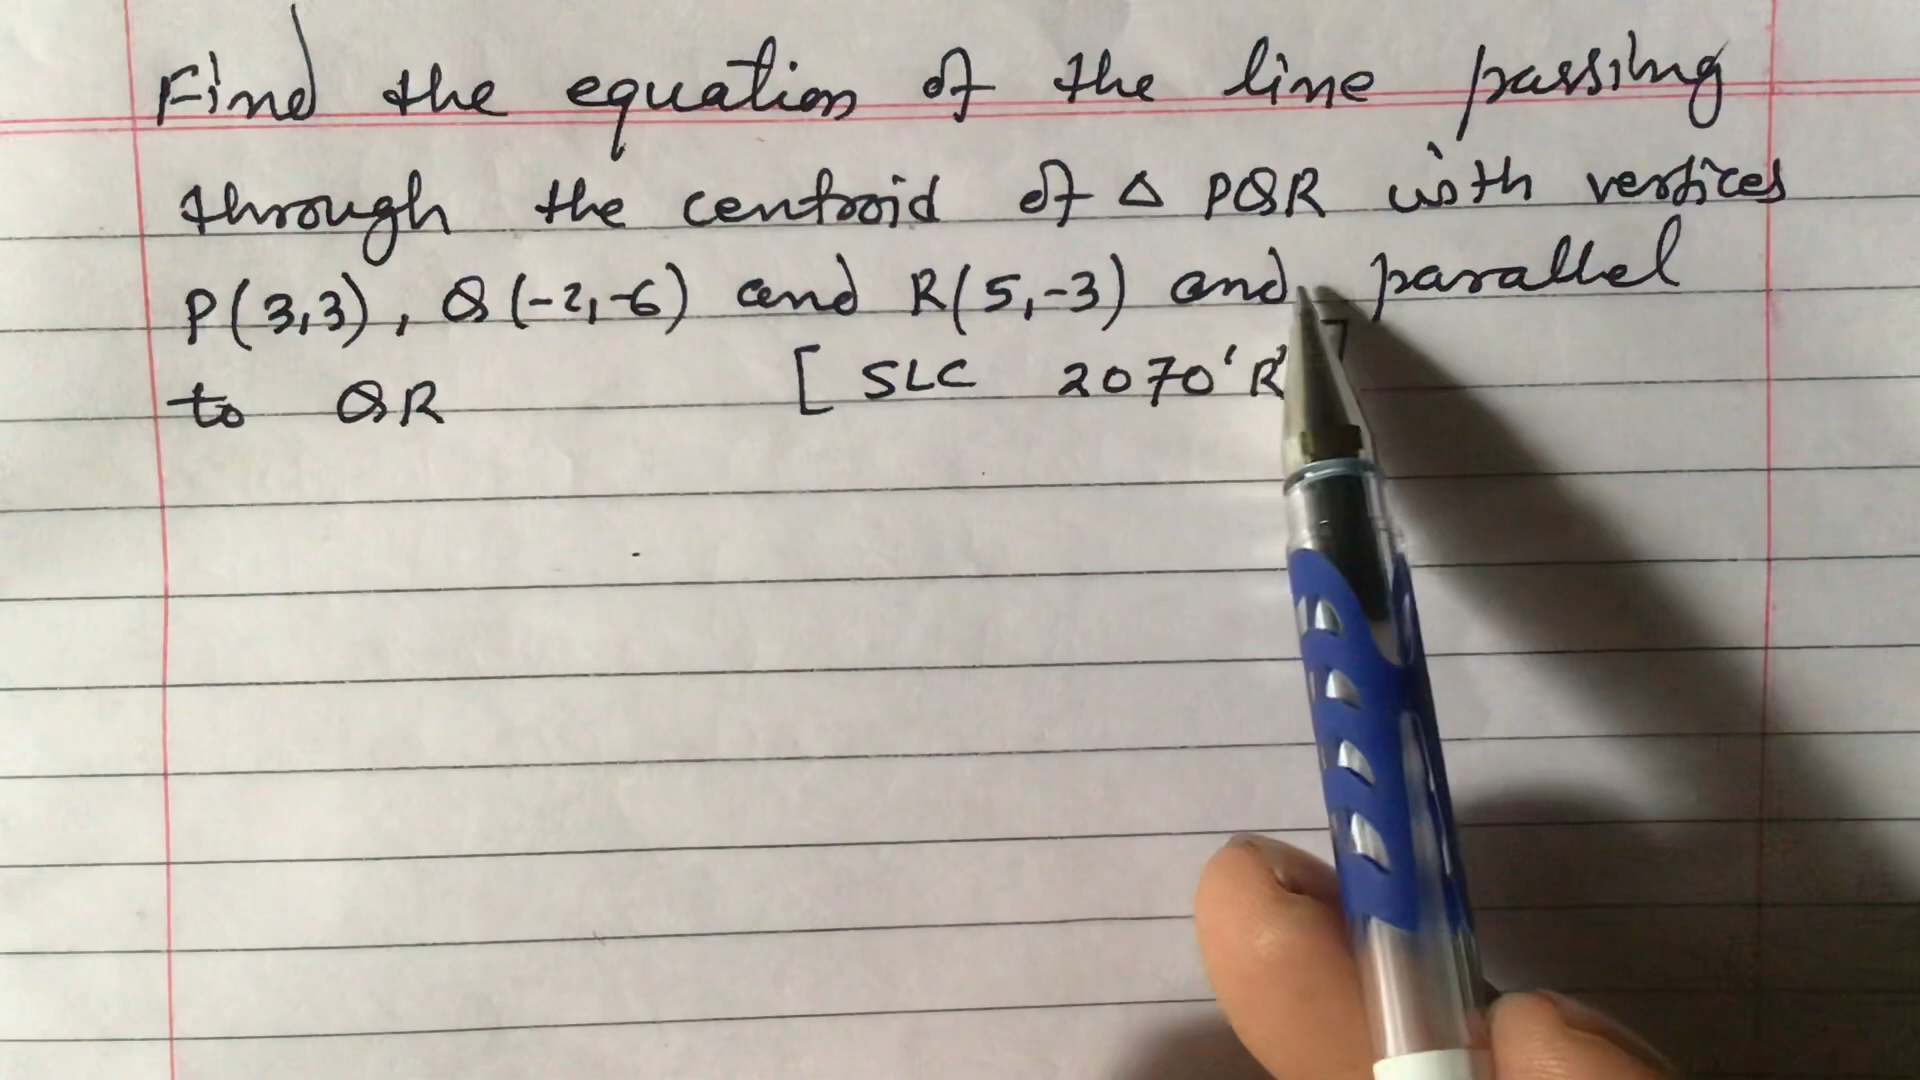 Find the equation of the line passing
through the centroid of Δ PQR with vertices
P(3,3), Q(-2,-6) and R(5,-3) and parallel
to QR [SLC 2070'R']